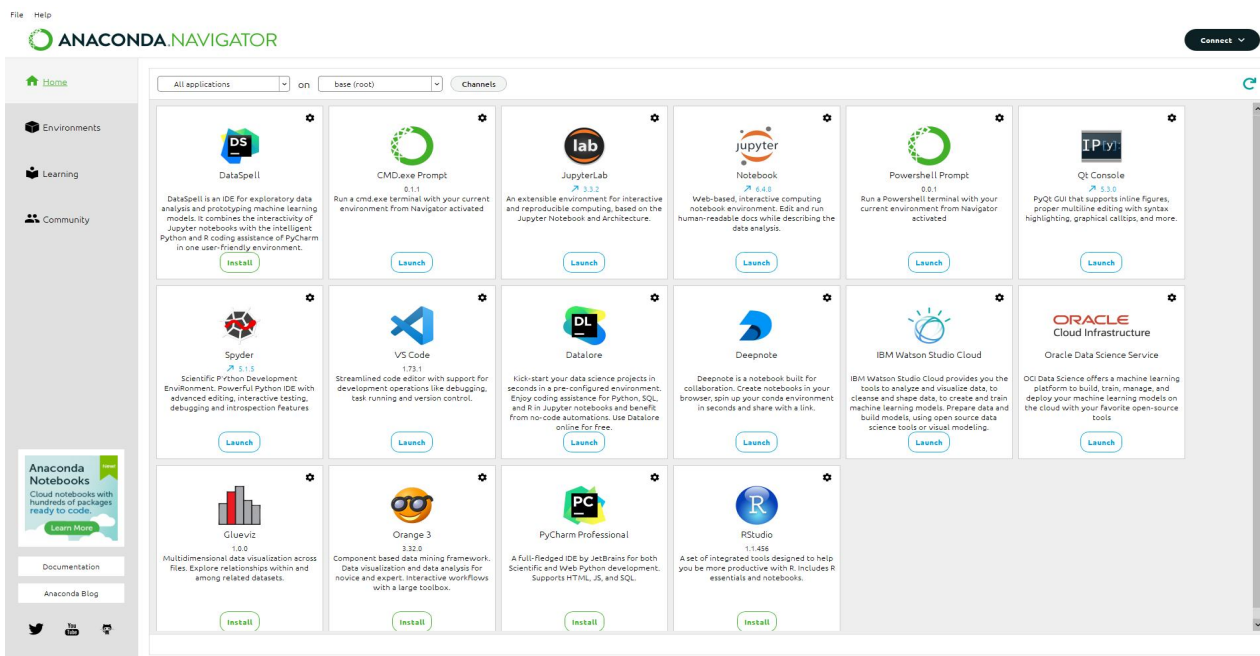 File Help
ANACONDA.NAVIGATOR
Connect
Home
Environments
Learning
Community
All applications
on
base (root)
Channels
DS
DataSpell
DataSpell is an IDE for exploratory data
analysis and prototyping machine learning
models. It combines the interactivity of
Jupyter notebooks with the intelligent
Python and R coding assistance of PyCharm
in one user-friendly environment.
Install
CMD.exe Prompt
0.1.1
Run a cmd.exe terminal with your current
environment from Navigator activated
Launch
lab
JupyterLab
3.3.2
An extensible environment for interactive
and reproducible computing, based on the
Jupyter Notebook and Architecture.
Launch
jupyter
Notebook
6.4.0
Web-based, interactive computing
notebook environment. Edit and run
human-readable docs while describing the
data analysis.
Launch
Powershell Prompt
0.0.1
Run a Powershell terminal with your
current environment from Navigator
activated
Launch
IP[y]:
Qt Console
5.3.0
PyQt GUI that supports inline figures,
proper multiline editing with syntax
highlighting, graphical calltips, and more.
Launch
Spyder
5.1.5
Scientific PYthon Development
EnviRonment. Powerful Python IDE with
advanced editing, interactive testing,
debugging and introspection features
Launch
VS Code
1.73.1
Streamlined code editor with support for
development operations like debugging,
task running and version control.
Launch
DL
Datalore
Kick-start your data science projects in
seconds in a pre-configured environment.
Enjoy coding assistance for Python, SQL,
and R in Jupyter notebooks and benefit
from no-code automations. Use Datalore
online for free.
Launch
Deepnote
Deepnote is a notebook built for
collaboration. Create notebooks in your
browser, spin up your conda environment
in seconds and share with a link.
Launch
IBM Watson Studio Cloud
IBM Watson Studio Cloud provides you the
tools to analyze and visualize data, to
cleanse and shape data, to create and train
machine learning models. Prepare data and
build models, using open source data
science tools or visual modeling.
Launch
ORACLE
Cloud Infrastructure
Oracle Data Science Service
OCI Data Science offers a machine learning
platform to build, train, manage, and
deploy your machine learning models on
the cloud with your favorite open-source
tools
Launch
Glueviz
1.0.0
Multidimensional data visualization across
files. Explore relationships within and
among related datasets.
Install
Orange 3
3.32.0
Component based data mining framework.
Data visualization and data analysis for
novice and expert. Interactive workflows
with a large toolbox.
Install
PC
PyCharm Professional
A full-fledged IDE by JetBrains for both
Scientific and Web Python development.
Supports HTML, JS, and SQL.
Install
R
RStudio
1.1.456
A set of integrated tools designed to help
you be more productive with R. Includes R
essentials and notebooks.
Install
New!
Anaconda
Notebooks
Cloud notebooks with
hundreds of packages
ready to code.
Learn More
Documentation
Anaconda Blog
You
Tube